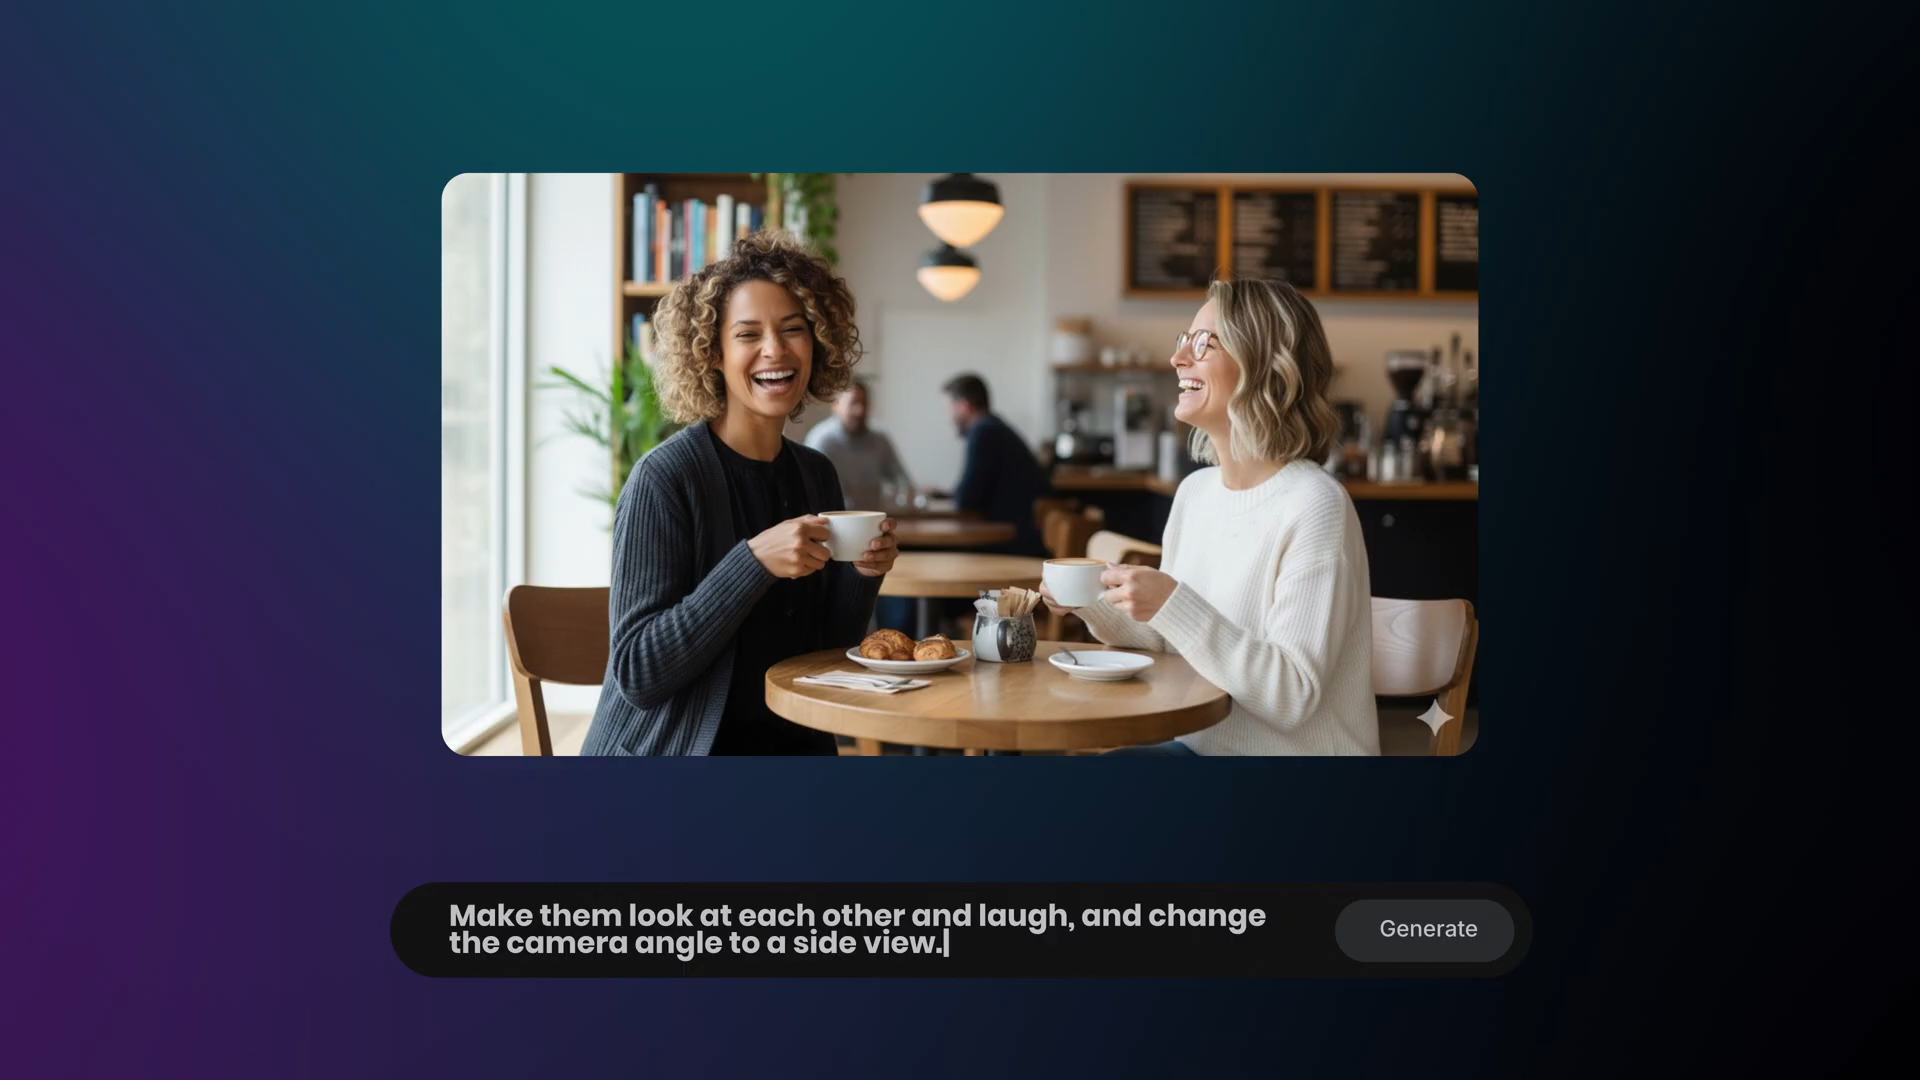 Make them look at each other and laugh, and change
the camera angle to a side view.
Generate